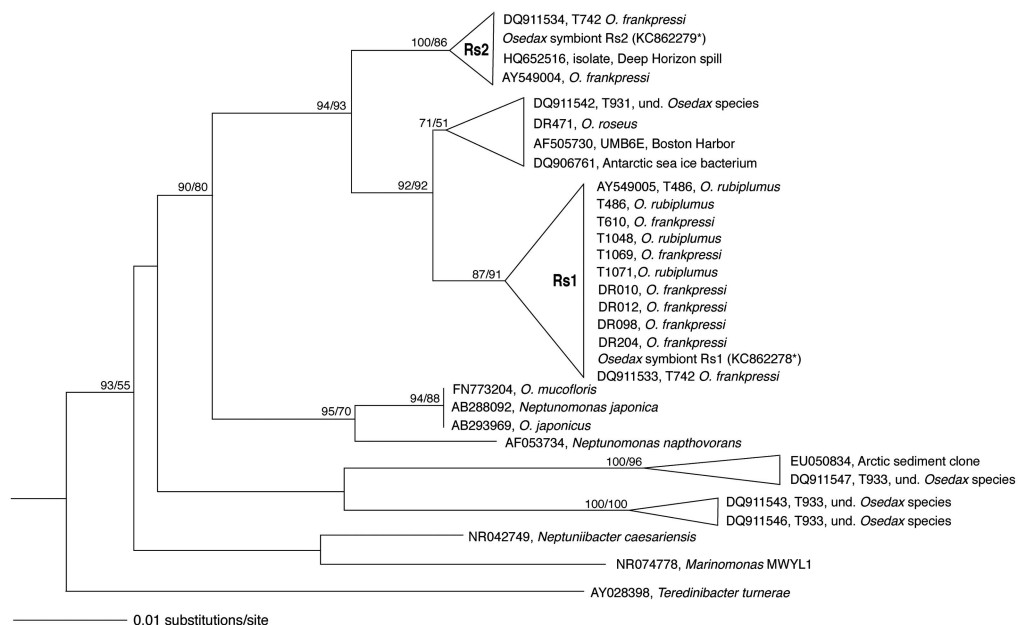 DQ911534, T742 O. frankpressi
100/86
Rs2
Osedax symbiont Rs2 (KC862279*)
HQ652516, isolate, Deep Horizon spill
AY549004, O. frankpressi
94/93
71/51
DQ911542, T931, und. Osedax species
DR471, O. roseus
AF505730, UMB6E, Boston Harbor
DQ906761, Antarctic sea ice bacterium
90/80
92/92
87/91
Rs1
AY549005, T486, O. rubiplumus
T486, O. rubiplumus
T610, O. frankpressi
T1048, O. rubiplumus
T1069, O. frankpressi
T1071,O. rubiplumus
DR010, O. frankpressi
DR012, O. frankpressi
DR098, O. frankpressi
DR204, O. frankpressi
Osedax symbiont Rs1 (KC862278*)
DQ911533, T742 O. frankpressi
93/55
95/70
94/88
FN773204, O. mucofloris
AB288092, Neptunomonas japonica
AB293969, O. japonicus
AF053734, Neptunomonas napthovorans
100/96
EU050834, Arctic sediment clone
DQ911547, T933, und. Osedax species
100/100
DQ911543, T933, und. Osedax species
DQ911546, T933, und. Osedax species
NR042749, Neptuniibacter caesariensis
NR074778, Marinomonas MWYL1
AY028398, Teredinibacter turnerae
0.01 substitutions/site